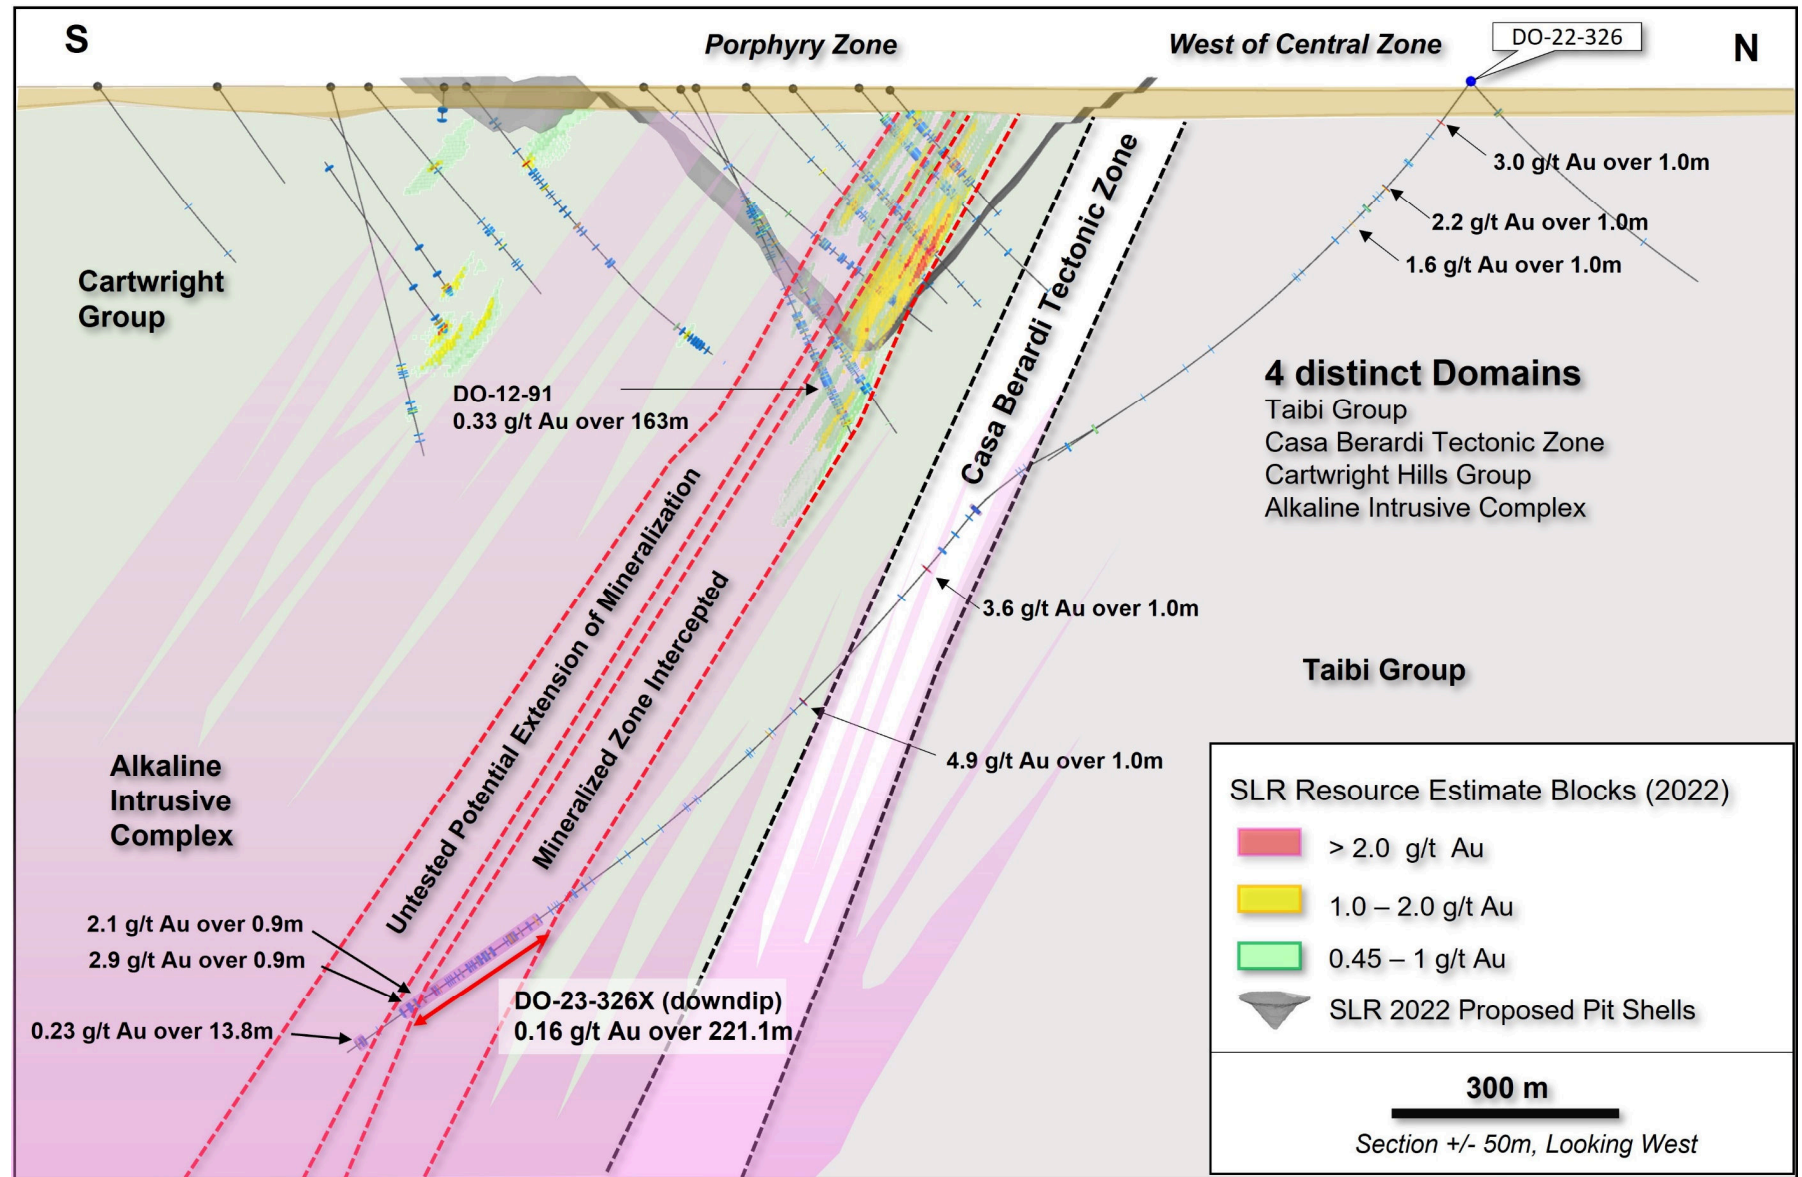 S
Porphyry Zone
West of Central Zone
DO-22-326
N
3.0 g/t Au over 1.0m
2.2 g/t Au over 1.0m
1.6 g/t Au over 1.0m
Cartwright
Group
Casa Berardi Tectonic Zone
4 distinct Domains
Taibi Group
Casa Berardi Tectonic Zone
Cartwright Hills Group
Alkaline Intrusive Complex
DO-12-91
0.33 g/t Au over 163m
Untested Potential Extension of Mineralization
Mineralized Zone Intercepted
3.6 g/t Au over 1.0m
Taibi Group
4.9 g/t Au over 1.0m
Alkaline
Intrusive
Complex
2.1 g/t Au over 0.9m
2.9 g/t Au over 0.9m
0.23 g/t Au over 13.8m
DO-23-326X (downdip)
0.16 g/t Au over 221.1m
SLR Resource Estimate Blocks (2022)
> 2.0 g/t Au
1.0 – 2.0 g/t Au
0.45 – 1 g/t Au
SLR 2022 Proposed Pit Shells
300 m
Section +/- 50m, Looking West